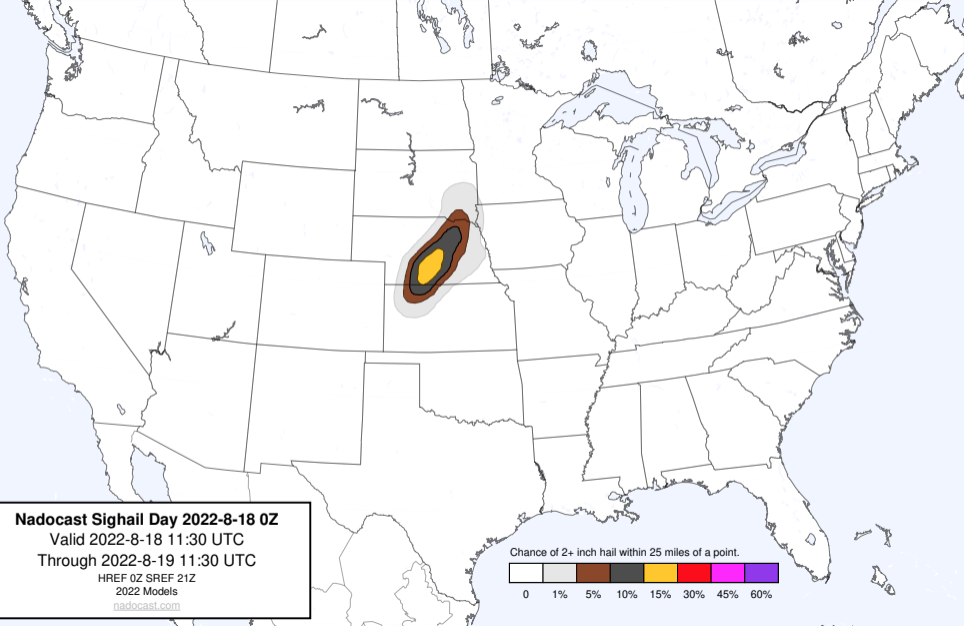 Nadocast Sighail Day 2022-8-18 0Z
Valid 2022-8-18 11:30 UTC
Through 2022-8-19 11:30 UTC
HREF 0Z SREF 21Z
2022 Models
nadocast.com
Chance of 2+ inch hail within 25 miles of a point.
0 1% 5% 10% 15% 30% 45% 60%